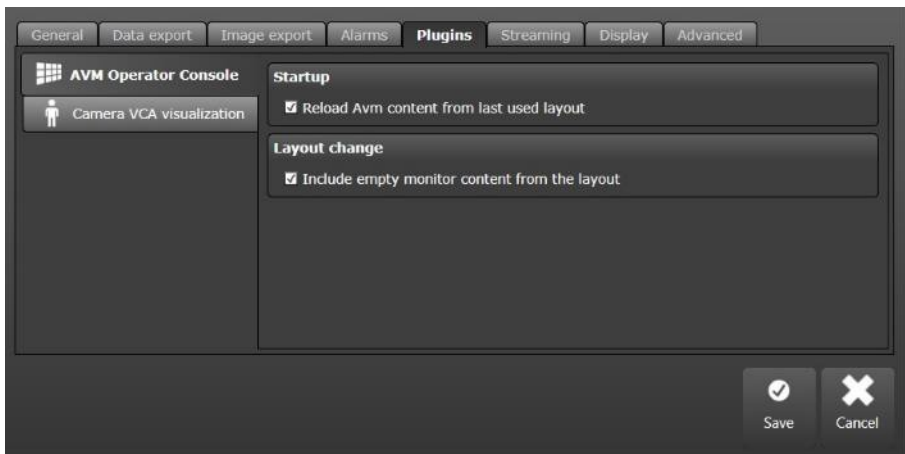 General Data export Image export Alarms Plugins Streaming Display Advanced
AVM Operator Console
Camera VCA visualization
Startup
Reload Avm content from last used layout
Layout change
Include empty monitor content from the layout
Save Cancel